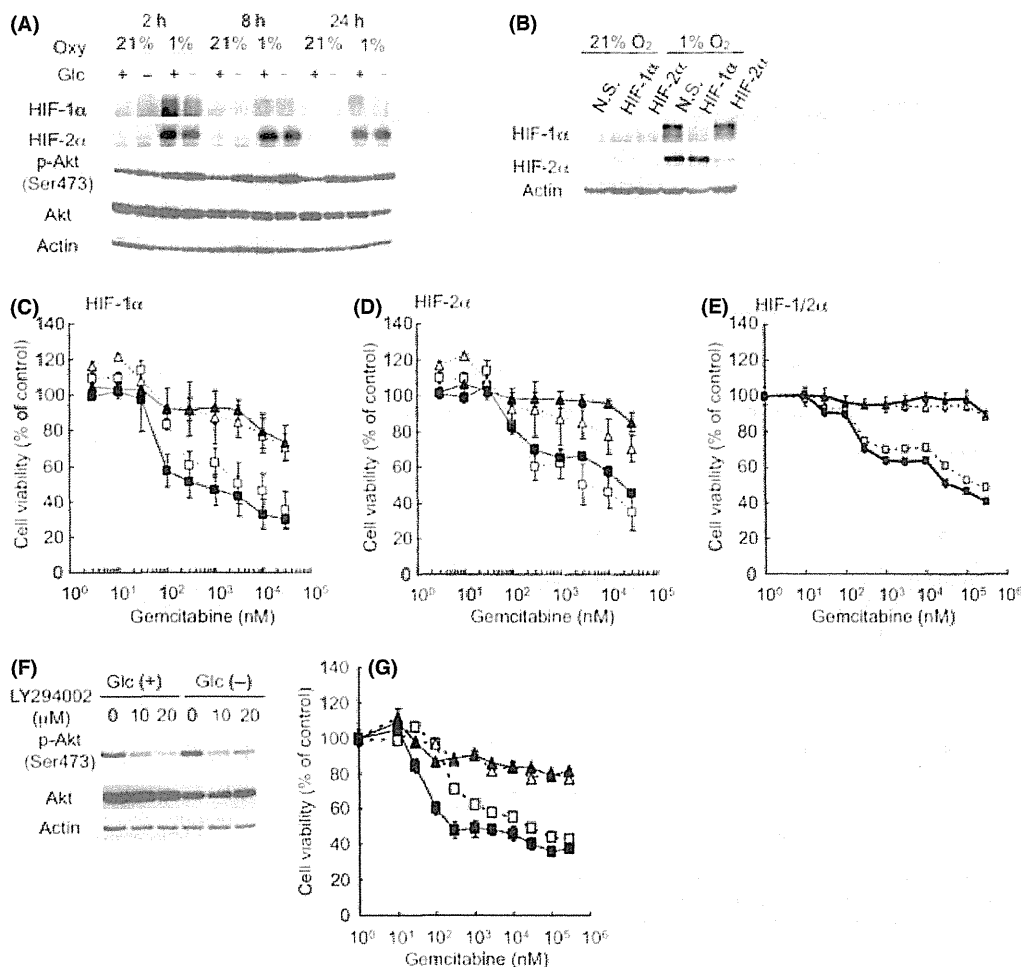 (A)
2 h 8 h 24 h
Oxy 21% 1% 21% 1% 21% 1%
Glc + − + − + − + − + − + −
HIF-1α
HIF-2α
p-Akt
(Ser473)
Akt
Actin
(B)
21% O2 1% O2
N.S. HIF-1α HIF-2α N.S. HIF-1α HIF-2α
HIF-1α
HIF-2α
Actin
(C) HIF-1α
Cell viability (% of control)
140
120
100
80
60
40
20
0
10^0 10^1 10^2 10^3 10^4 10^5
Gemcitabine (nM)
(D) HIF-2α
Cell viability (% of control)
140
120
100
80
60
40
20
0
10^0 10^1 10^2 10^3 10^4 10^5
Gemcitabine (nM)
(E) HIF-1/2α
Cell viability (% of control)
140
120
100
80
60
40
20
0
10^0 10^1 10^2 10^3 10^4 10^5 10^6
Gemcitabine (nM)
(F)
Glc (+) Glc (−)
LY294002
(μM) 0 10 20 0 10 20
p-Akt
(Ser473)
Akt
Actin
(G)
Cell viability (% of control)
140
120
100
80
60
40
20
0
10^0 10^1 10^2 10^3 10^4 10^5 10^6
Gemcitabine (nM)